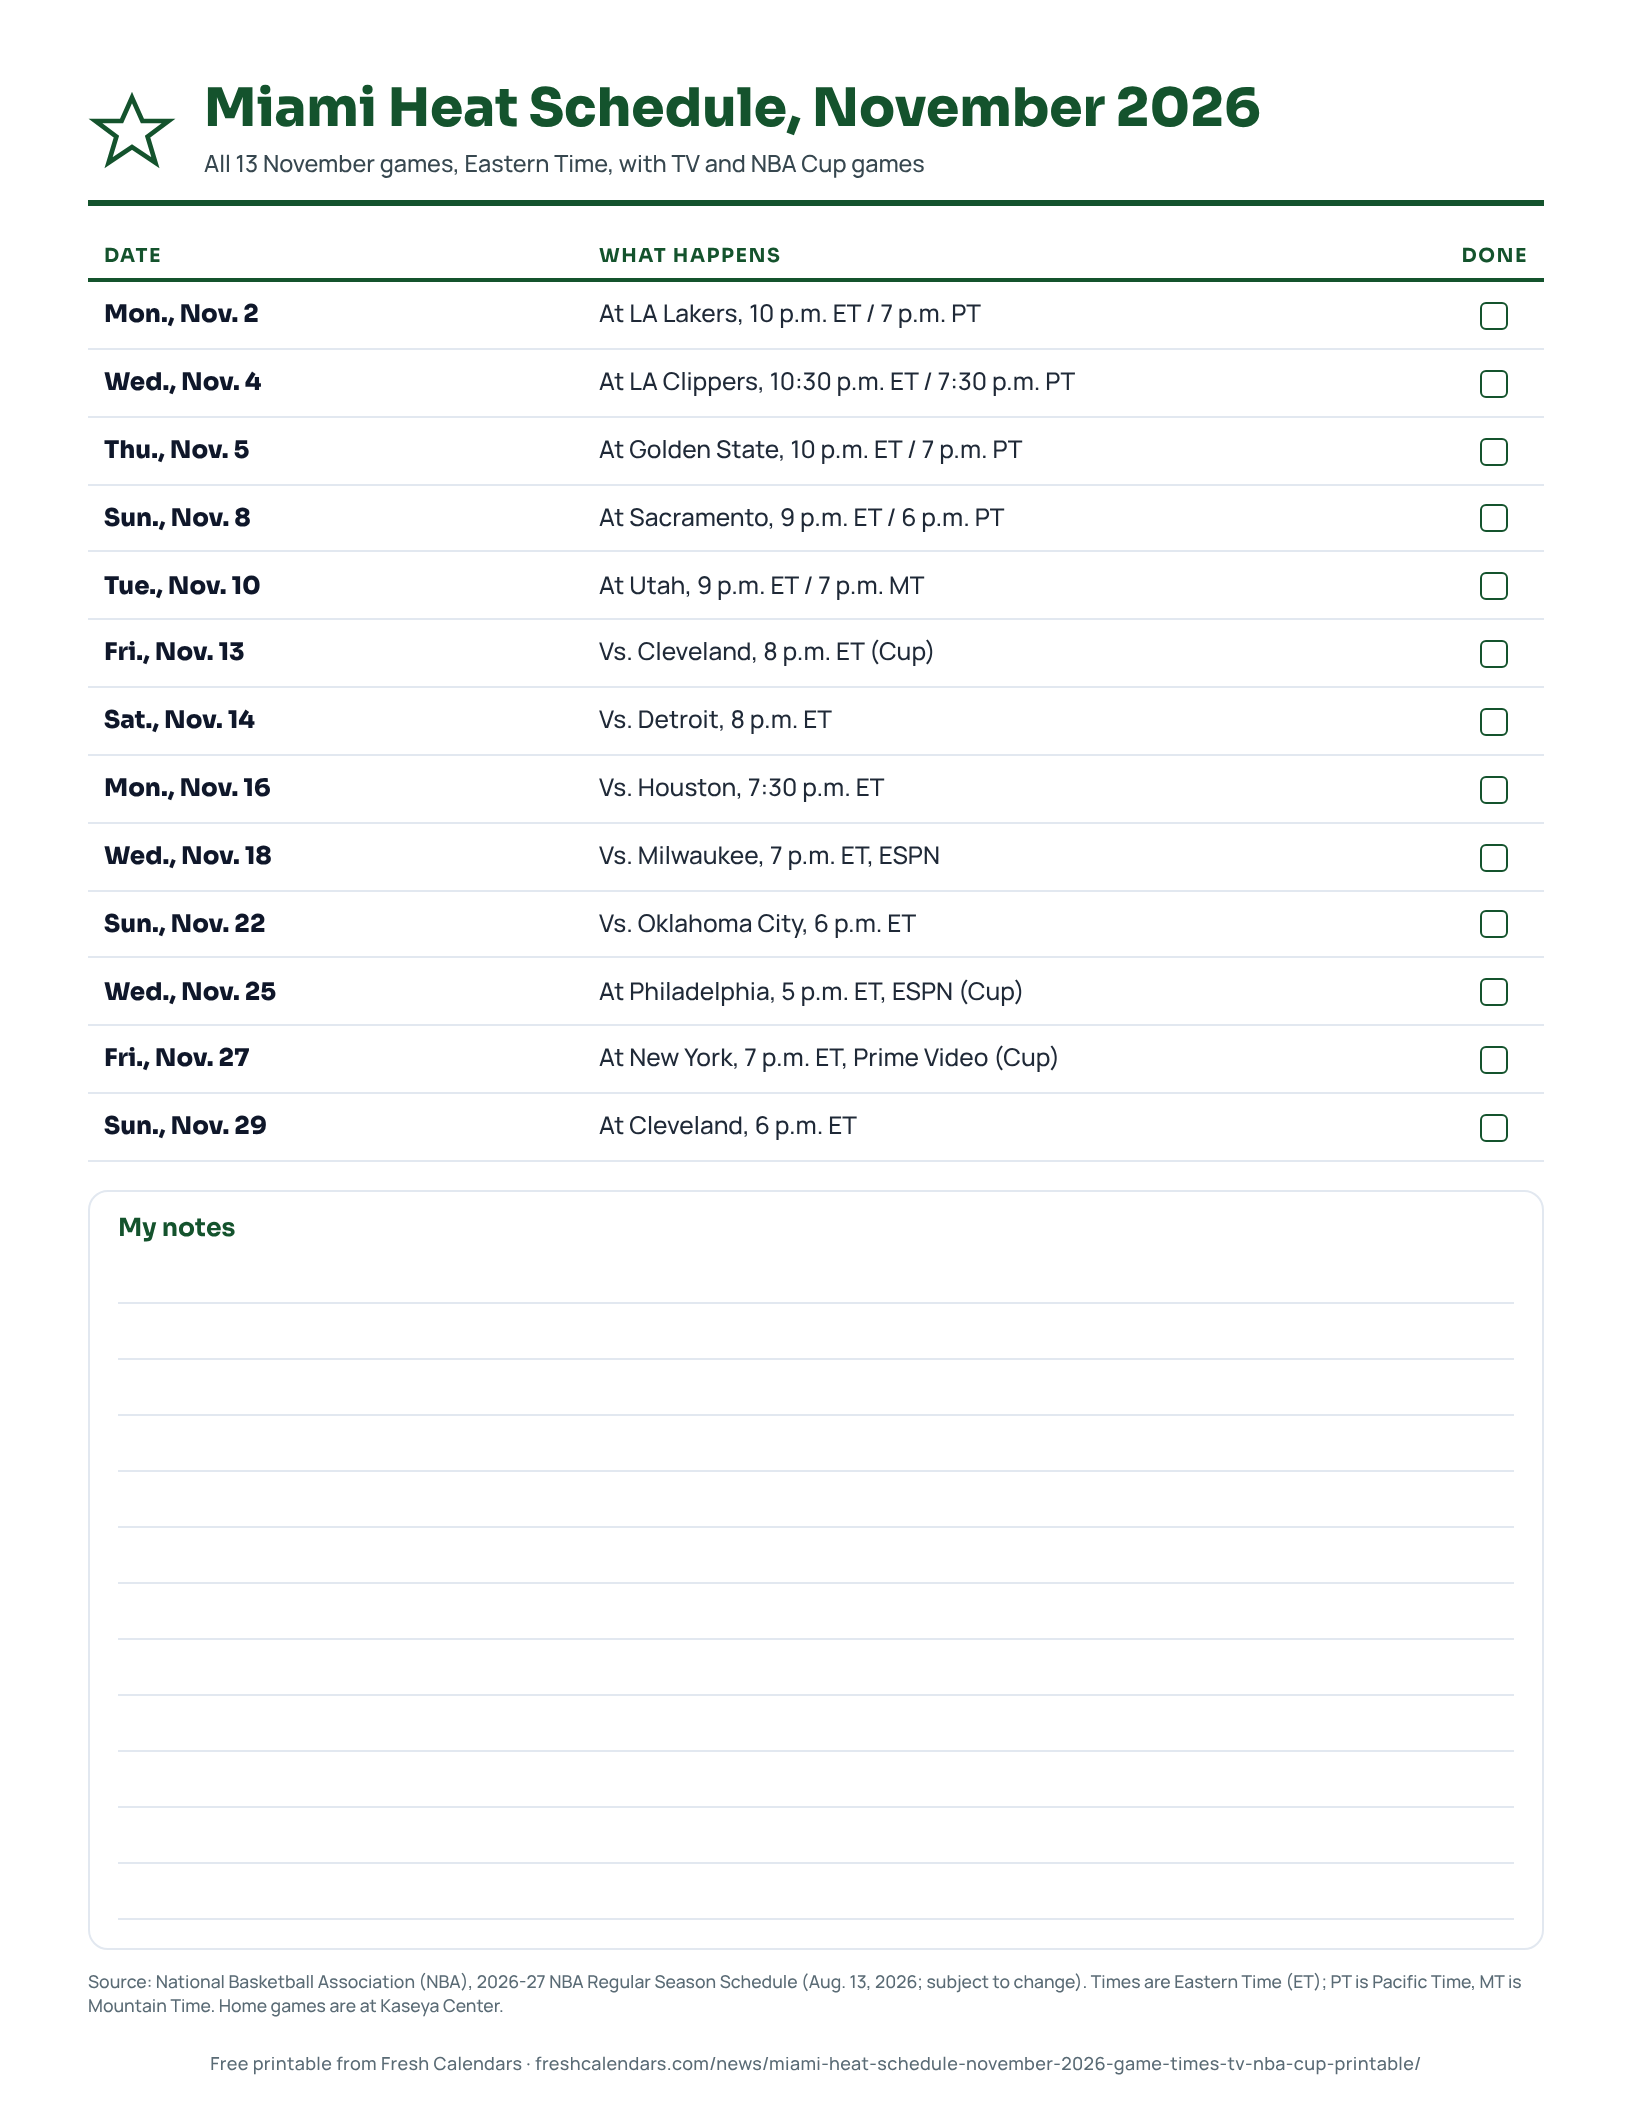 Miami Heat Schedule, November 2026
All 13 November games, Eastern Time, with TV and NBA Cup games
DATE WHAT HAPPENS DONE
Mon., Nov. 2 At LA Lakers, 10 p.m. ET / 7 p.m. PT
Wed., Nov. 4 At LA Clippers, 10:30 p.m. ET / 7:30 p.m. PT
Thu., Nov. 5 At Golden State, 10 p.m. ET / 7 p.m. PT
Sun., Nov. 8 At Sacramento, 9 p.m. ET / 6 p.m. PT
Tue., Nov. 10 At Utah, 9 p.m. ET / 7 p.m. MT
Fri., Nov. 13 Vs. Cleveland, 8 p.m. ET (Cup)
Sat., Nov. 14 Vs. Detroit, 8 p.m. ET
Mon., Nov. 16 Vs. Houston, 7:30 p.m. ET
Wed., Nov. 18 Vs. Milwaukee, 7 p.m. ET, ESPN
Sun., Nov. 22 Vs. Oklahoma City, 6 p.m. ET
Wed., Nov. 25 At Philadelphia, 5 p.m. ET, ESPN (Cup)
Fri., Nov. 27 At New York, 7 p.m. ET, Prime Video (Cup)
Sun., Nov. 29 At Cleveland, 6 p.m. ET
My notes
Source: National Basketball Association (NBA), 2026-27 NBA Regular Season Schedule (Aug. 13, 2026; subject to change). Times are Eastern Time (ET); PT is Pacific Time, MT is
Mountain Time. Home games are at Kaseya Center.
Free printable from Fresh Calendars · freshcalendars.com/news/miami-heat-schedule-november-2026-game-times-tv-nba-cup-printable/